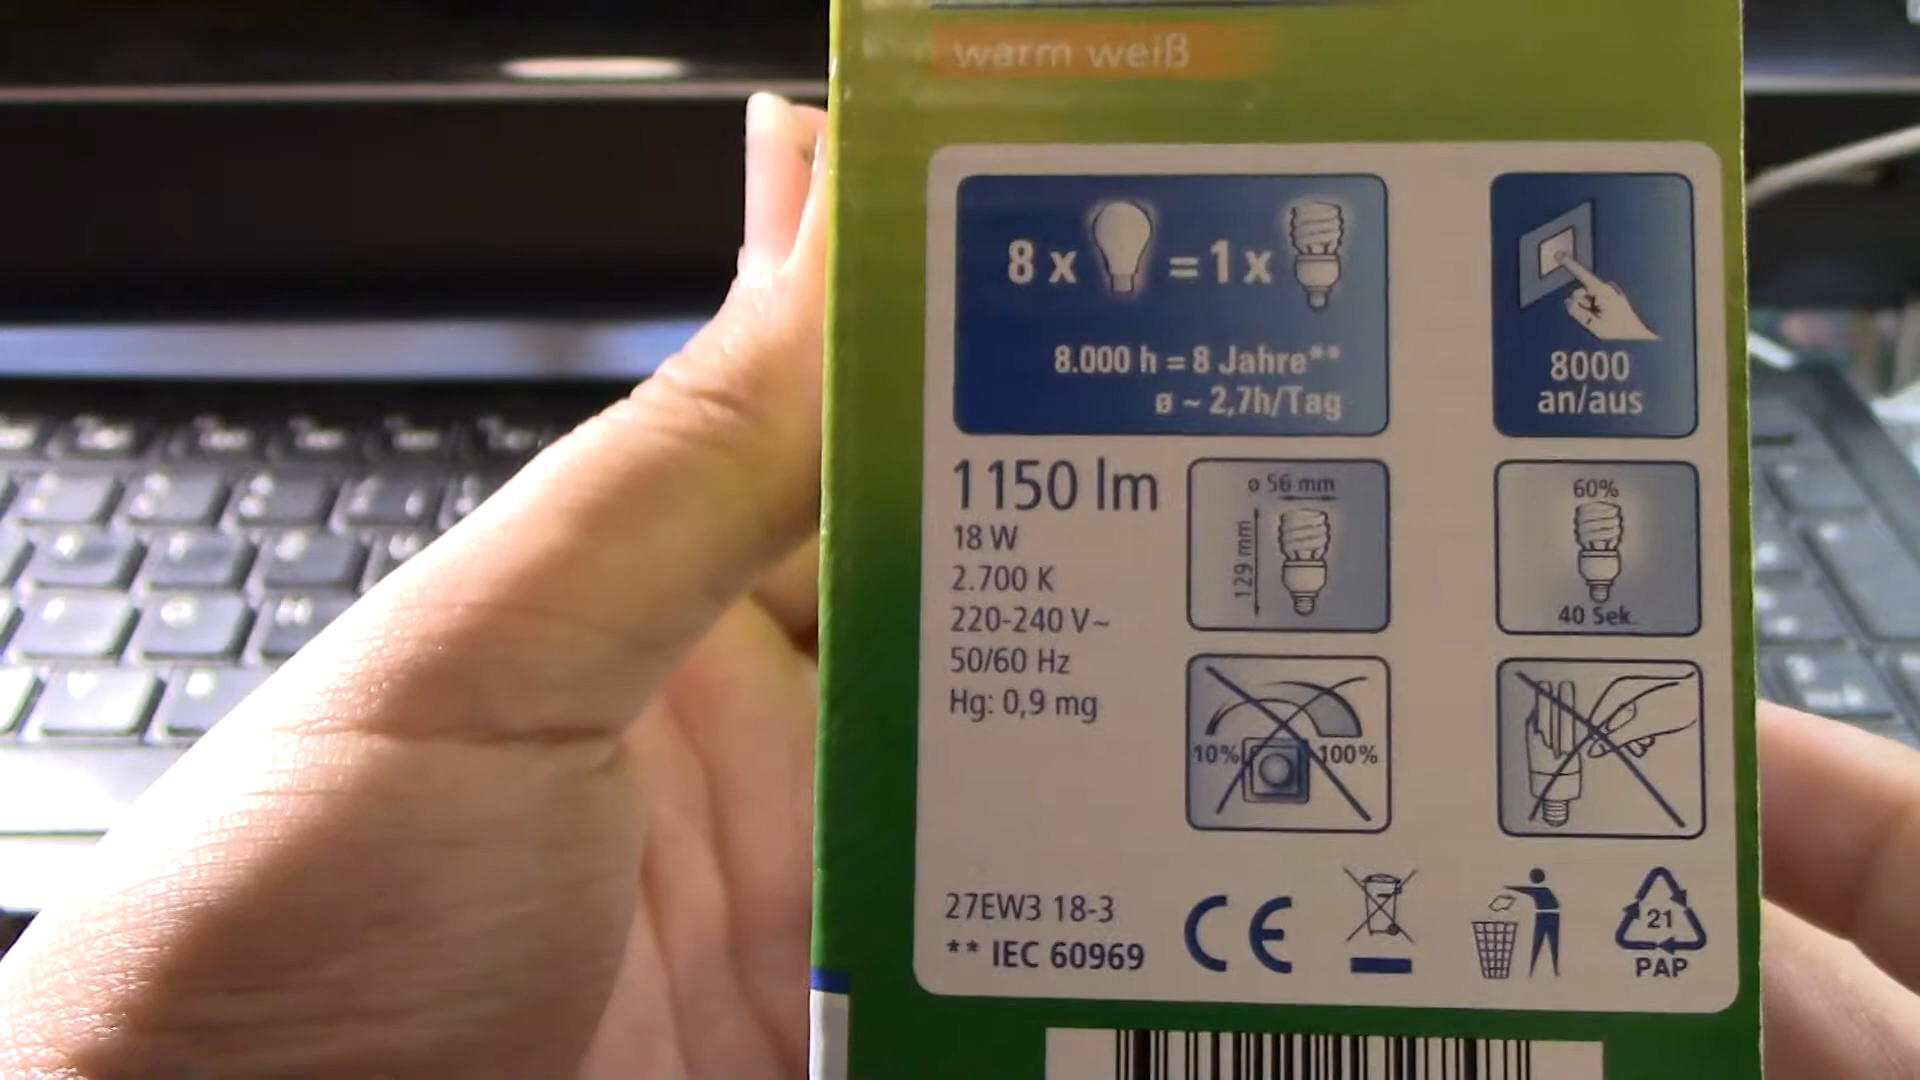 warm weiß
8 x = 1 x
8.000 h = 8 Jahre**
ø ~ 2,7h/Tag
8000
an/aus
1150 lm
18 W
2.700 K
220-240 V~
50/60 Hz
Hg: 0,9 mg
ø 56 mm
129 mm
60%
40 Sek.
10% 100%
27EW3 18-3
** IEC 60969
CE
21
PAP